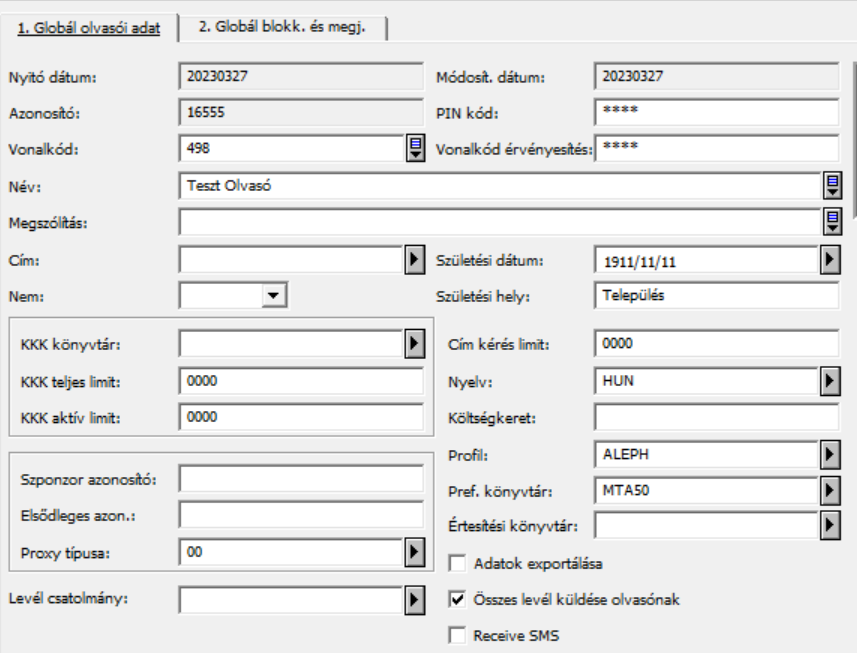 1. Globál olvasói adat 2. Globál blokk. és megj.
Nyitó dátum: 20230327 Módosít. dátum: 20230327
Azonosító: 16555 PIN kód: ****
Vonalkód: 498 Vonalkód érvényesítés: ****
Név: Teszt Olvasó
Megszólítás:
Cím: Születési dátum: 1911/11/11
Nem: Születési hely: Település
KKK könyvtár: Cím kérés limit: 0000
KKK teljes limit: 0000 Nyelv: HUN
KKK aktív limit: 0000 Költségkeret:
Profil: ALEPH
Szponzor azonosító: Pref. könyvtár: MTA50
Elsődleges azon.: Értesítési könyvtár:
Proxy típusa: 00 Adatok exportálása
Levél csatolmány: Összes levél küldése olvasónak
Receive SMS